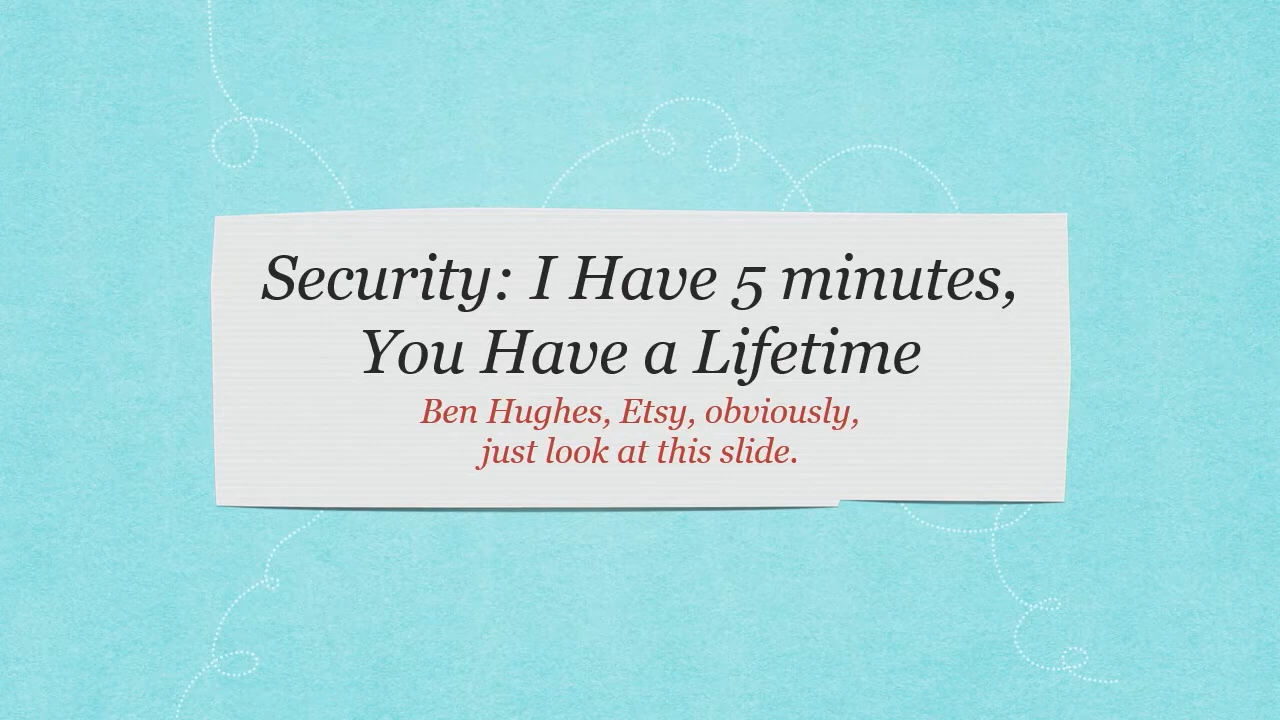 Security: I Have 5 minutes,
You Have a Lifetime
Ben Hughes, Etsy, obviously,
just look at this slide.